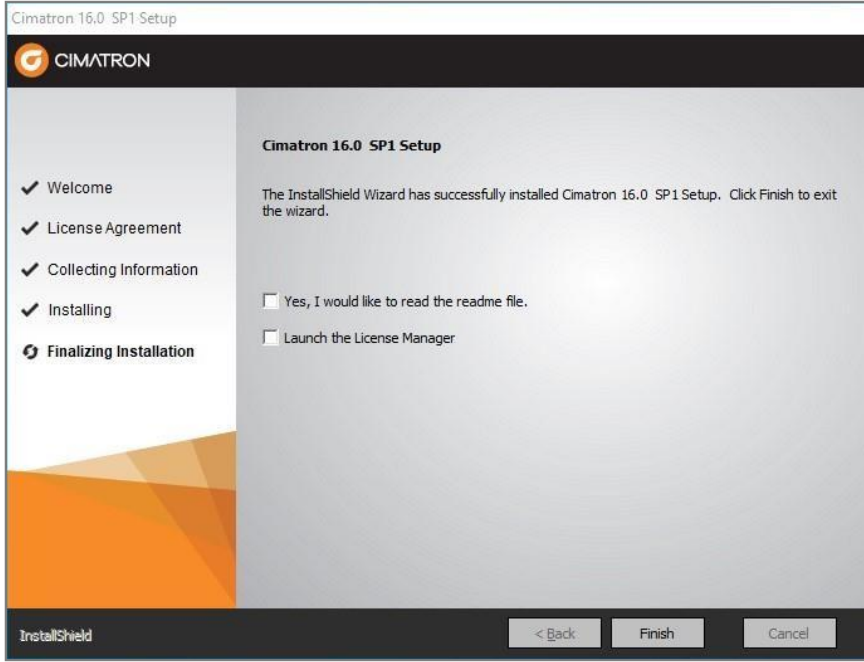 Cimatron 16.0 SP1 Setup
CIMATRON
Welcome
License Agreement
Collecting Information
Installing
Finalizing Installation
Cimatron 16.0 SP1 Setup
The InstallShield Wizard has successfully installed Cimatron 16.0 SP1 Setup. Click Finish to exit
the wizard.
Yes, I would like to read the readme file.
Launch the License Manager
InstallShield
< Back
Finish
Cancel